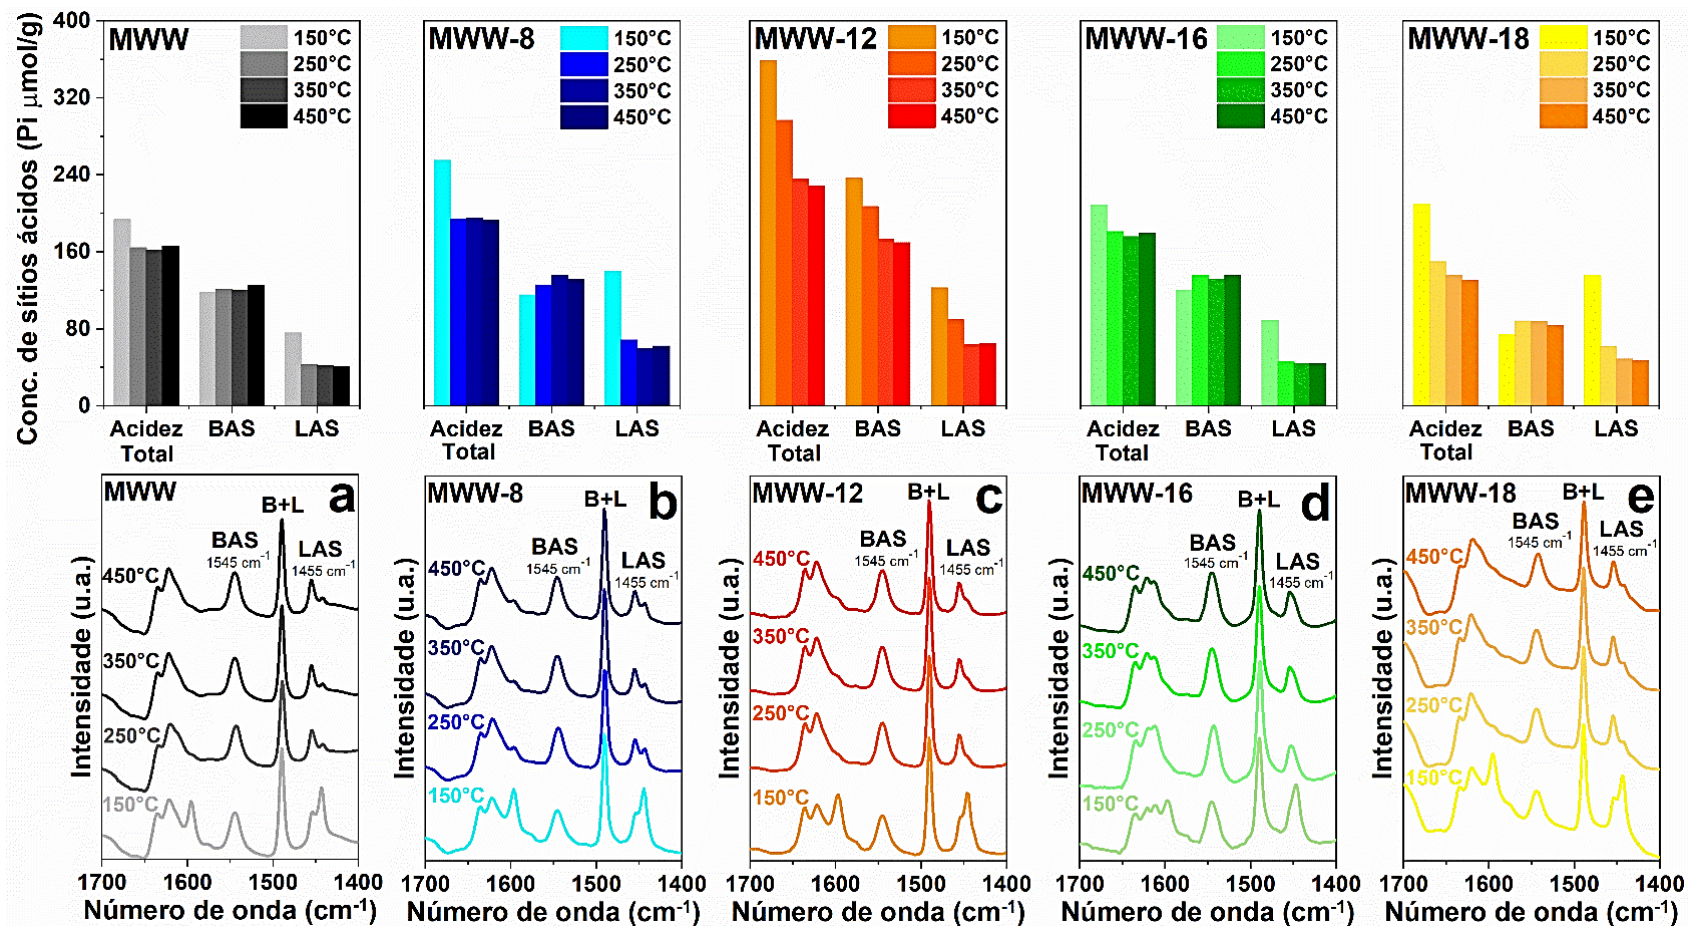 Conc. de sítios ácidos (Pi μmol/g)
400
320
240
160
80
0
MWW
150°C
250°C
350°C
450°C
Acidez Total
BAS
LAS
MWW-8
150°C
250°C
350°C
450°C
Acidez Total
BAS
LAS
MWW-12
150°C
250°C
350°C
450°C
Acidez Total
BAS
LAS
MWW-16
150°C
250°C
350°C
450°C
Acidez Total
BAS
LAS
MWW-18
150°C
250°C
350°C
450°C
Acidez Total
BAS
LAS
Intensidade (u.a.)
MWW
a
B+L
BAS
1545 cm⁻¹
LAS
1455 cm⁻¹
450°C
350°C
250°C
150°C
1700 1600 1500 1400
Número de onda (cm⁻¹)
Intensidade (u.a.)
MWW-8
b
B+L
BAS
1545 cm⁻¹
LAS
1455 cm⁻¹
450°C
350°C
250°C
150°C
1700 1600 1500 1400
Número de onda (cm⁻¹)
Intensidade (u.a.)
MWW-12
c
B+L
BAS
1545 cm⁻¹
LAS
1455 cm⁻¹
450°C
350°C
250°C
150°C
1700 1600 1500 1400
Número de onda (cm⁻¹)
Intensidade (u.a.)
MWW-16
d
B+L
BAS
1545 cm⁻¹
LAS
1455 cm⁻¹
450°C
350°C
250°C
150°C
1700 1600 1500 1400
Número de onda (cm⁻¹)
Intensidade (u.a.)
MWW-18
e
B+L
BAS
1545 cm⁻¹
LAS
1455 cm⁻¹
450°C
350°C
250°C
150°C
1700 1600 1500 1400
Número de onda (cm⁻¹)